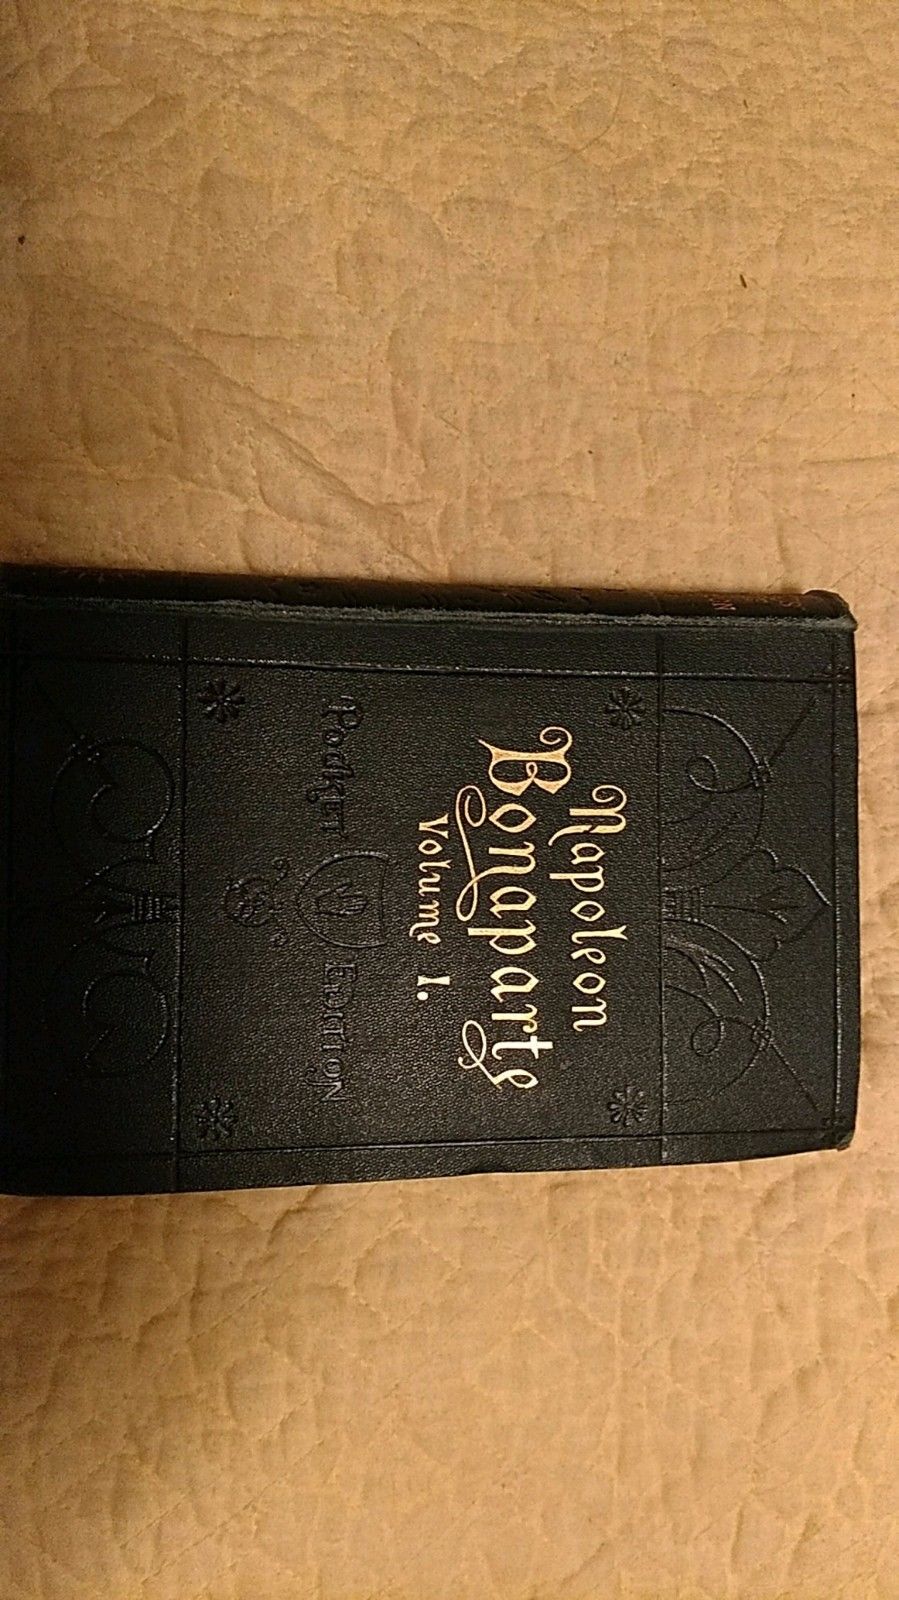 Napoleon
Bonaparte
Volume I.
Pocket Edition